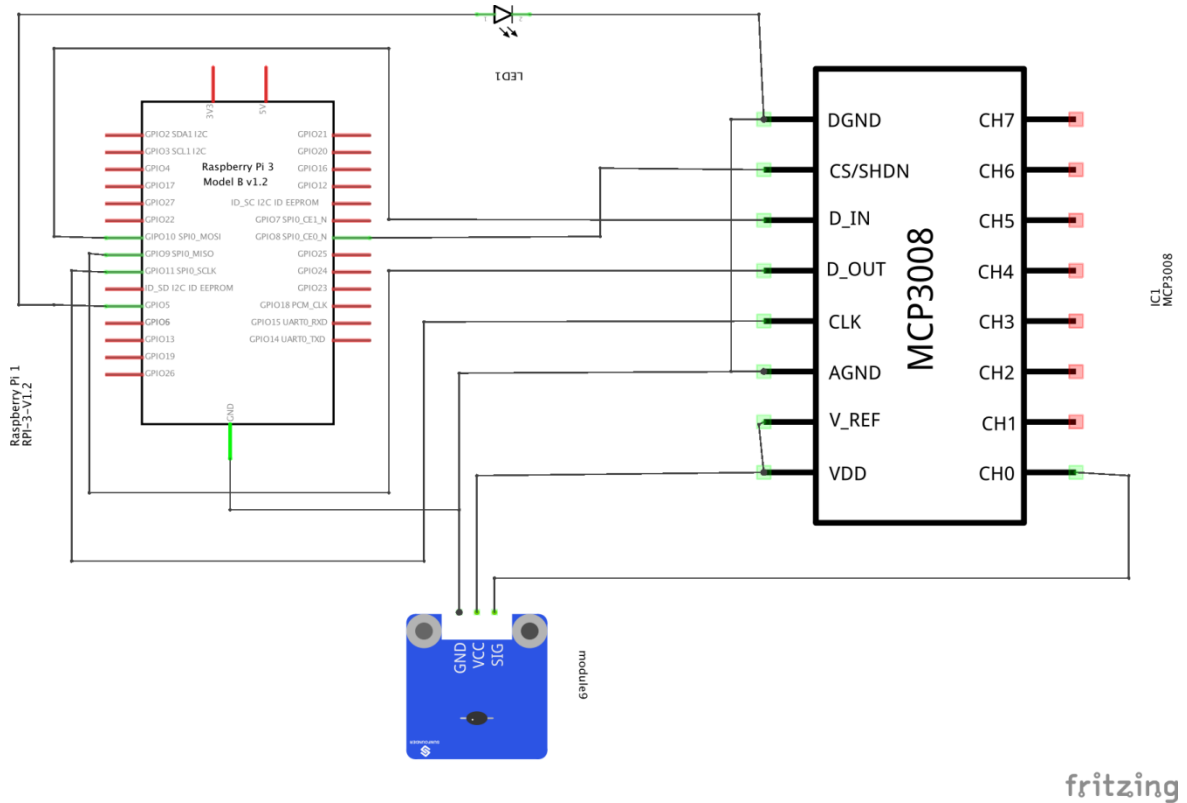 1
2
LED1
3V3
5V
Raspberry Pi 3
Model B v1.2
GPIO2 SDA1 I2C
GPIO3 SCL1 I2C
GPIO4
GPIO17
GPIO27
GPIO22
GPIO10 SPI0_MOSI
GPIO9 SPI0_MISO
GPIO11 SPI0_SCLK
ID_SD I2C ID EEPROM
GPIO5
GPIO6
GPIO13
GPIO19
GPIO26
GPIO21
GPIO20
GPIO16
GPIO12
ID_SC I2C ID EEPROM
GPIO7 SPI0_CE1_N
GPIO8 SPI0_CE0_N
GPIO25
GPIO24
GPIO23
GPIO18 PCM_CLK
GPIO15 UART0_RXD
GPIO14 UART0_TXD
GND
Raspberry Pi 1
RPI-3-V1.2
DGND
CS/SHDN
D_IN
D_OUT
CLK
AGND
V_REF
VDD
MCP3008
CH7
CH6
CH5
CH4
CH3
CH2
CH1
CH0
IC1
MCP3008
GND
VCC
SIG
module9
SUNFOUNDER
fritzing